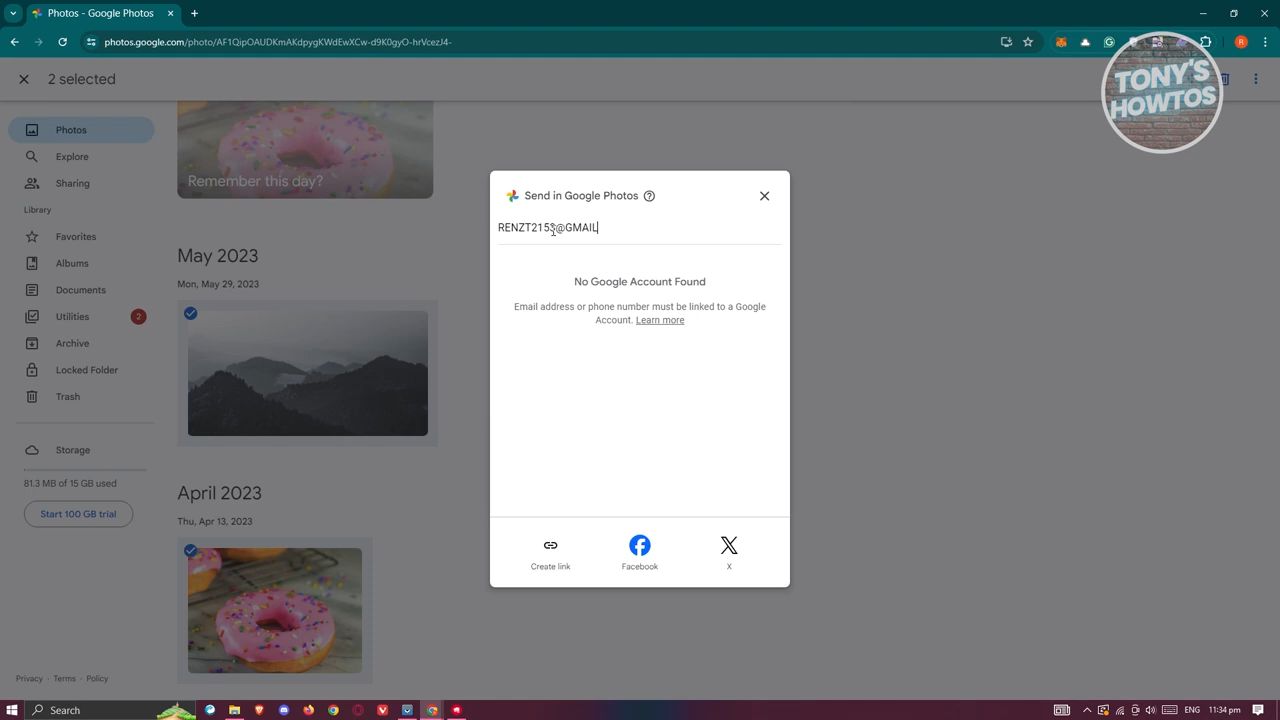 Photos - Google Photos
photos.google.com/photo/AF1QipOAUDKmAKdpygKWdEwXCw-d9K0gyO-hrVcezJ4-
R
2 selected
TONY'S
HOWTOS
Photos
Explore
Sharing
Library
Favorites
Albums
Documents
Utilities
2
Archive
Locked Folder
Trash
Storage
81.3 MB of 15 GB used
Start 100 GB trial
Privacy · Terms · Policy
Remember this day?
May 2023
Mon, May 29, 2023
April 2023
Thu, Apr 13, 2023
Send in Google Photos
RENZT2153@GMAIL
No Google Account Found
Email address or phone number must be linked to a Google
Account. Learn more
Create link
Facebook
X
Search
ENG
11:34 pm